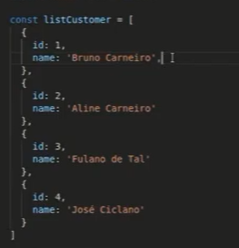 const listCustomer = [
  {
    id: 1,
    name: 'Bruno Carneiro',
  },
  {
    id: 2,
    name: 'Aline Carneiro'
  },
  {
    id: 3,
    name: 'Fulano de Tal'
  },
  {
    id: 4,
    name: 'José Ciclano'
  }
]